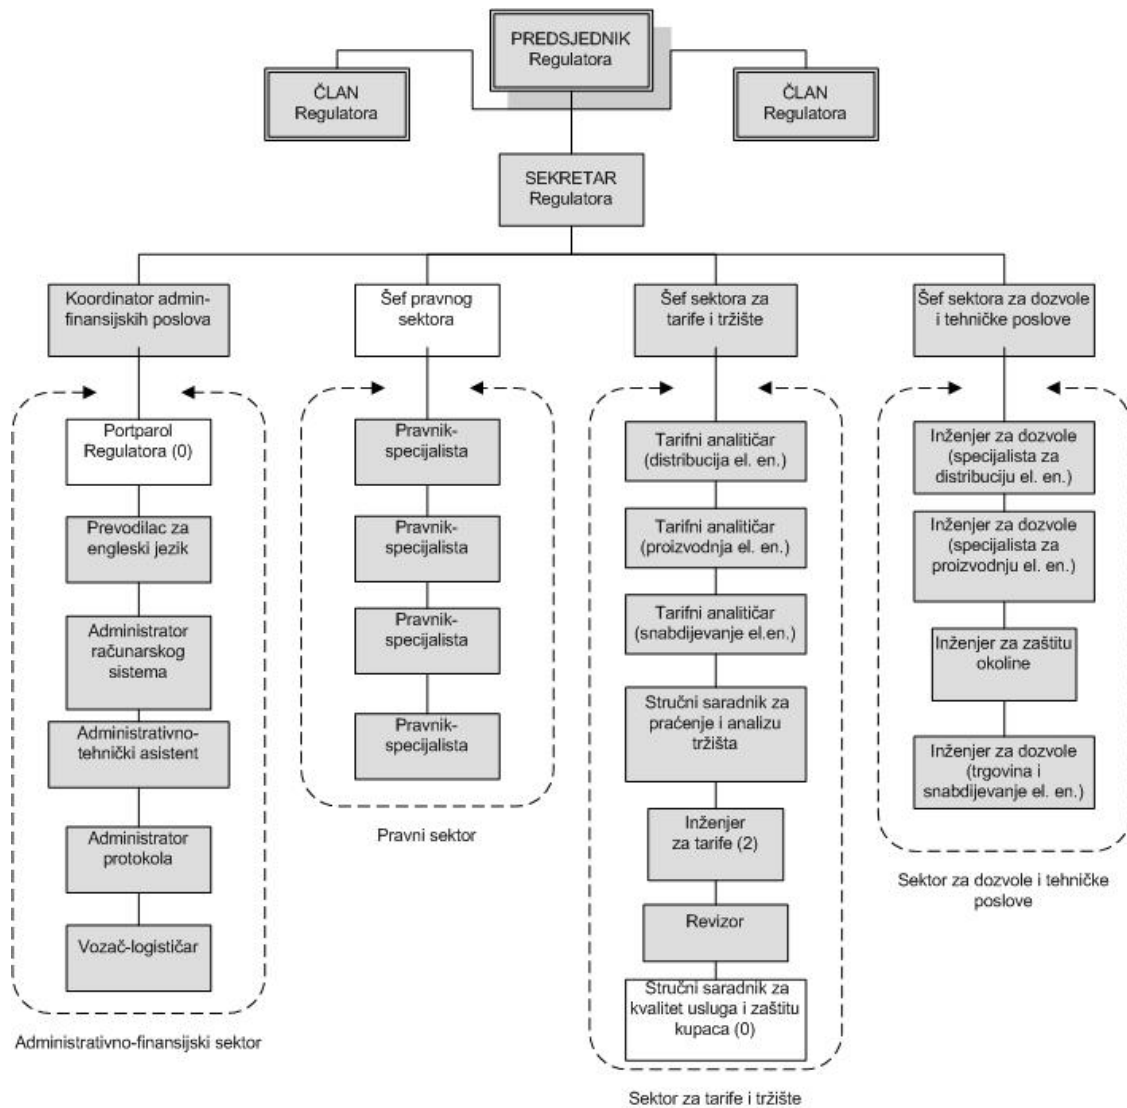 PREDSJEDNIK
Regulatora
ČLAN
Regulatora
ČLAN
Regulatora
SEKRETAR
Regulatora
Koordinator admin-
finansijskih poslova
Šef pravnog
sektora
Šef sektora za
tarife i tržište
Šef sektora za dozvole
i tehničke poslove
Portparol
Regulatora (0)
Prevodilac za
engleski jezik
Administrator
računarskog
sistema
Administrativno-
tehnički asistent
Administrator
protokola
Vozač-logističar
Administrativno-finansijski sektor
Pravnik-
specijalista
Pravnik-
specijalista
Pravnik-
specijalista
Pravnik-
specijalista
Pravni sektor
Tarifni analitičar
(distribucija el. en.)
Tarifni analitičar
(proizvodnja el. en.)
Tarifni analitičar
(snabdijevanje el.en.)
Stručni saradnik za
praćenje i analizu
tržišta
Inženjer
za tarife (2)
Revizor
Stručni saradnik za
kvalitet usluga i zaštitu
kupaca (0)
Sektor za tarife i tržište
Inženjer za dozvole
(specijalista za
distribuciju el. en.)
Inženjer za dozvole
(specijalista za
proizvodnju el. en.)
Inženjer za zaštitu
okoline
Inženjer za dozvole
(trgovina i
snabdijevanje el. en.)
Sektor za dozvole i tehničke
poslove